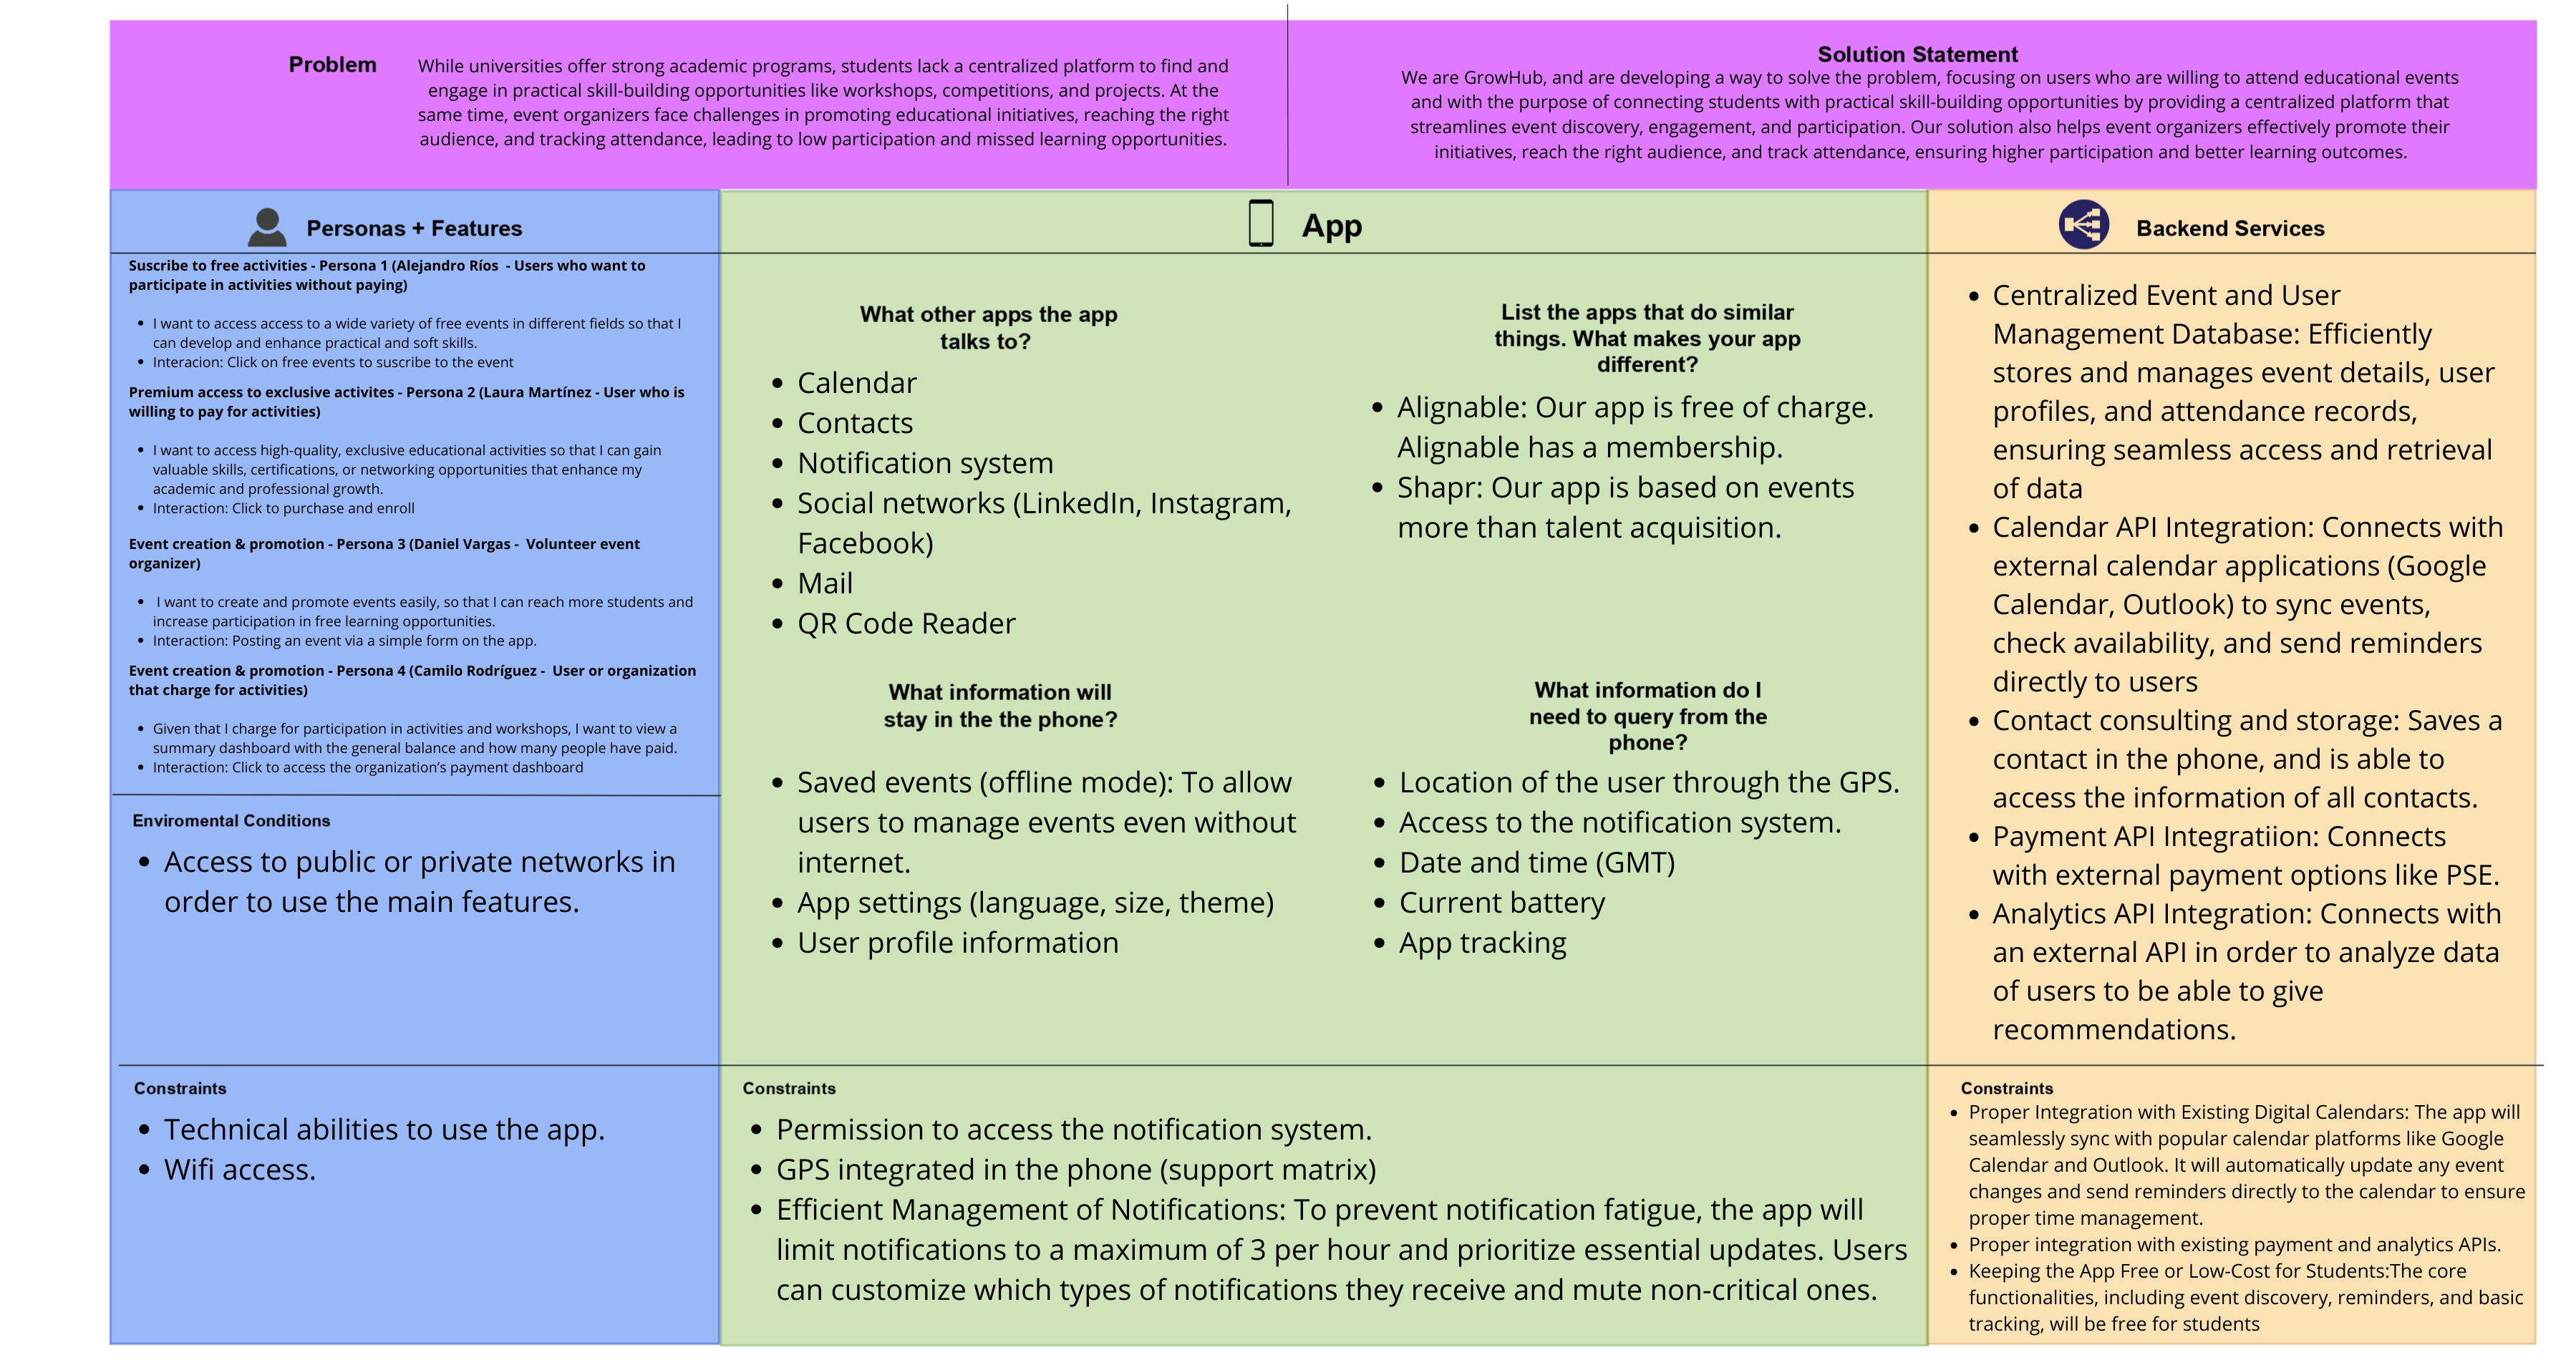 Problem
While universities offer strong academic programs, students lack a centralized platform to find and
engage in practical skill-building opportunities like workshops, competitions, and projects. At the
same time, event organizers face challenges in promoting educational initiatives, reaching the right
audience, and tracking attendance, leading to low participation and missed learning opportunities.
Solution Statement
We are GrowHub, and are developing a way to solve the problem, focusing on users who are willing to attend educational events
and with the purpose of connecting students with practical skill-building opportunities by providing a centralized platform that
streamlines event discovery, engagement, and participation. Our solution also helps event organizers effectively promote their
initiatives, reach the right audience, and track attendance, ensuring higher participation and better learning outcomes.
Personas + Features
Suscribe to free activities - Persona 1 (Alejandro Ríos  - Users who want to
participate in activities without paying)
• I want to access access to a wide variety of free events in different fields so that I
can develop and enhance practical and soft skills.
• Interacion: Click on free events to suscribe to the event
Premium access to exclusive activites - Persona 2 (Laura Martínez - User who is
willing to pay for activities)
• I want to access high-quality, exclusive educational activities so that I can gain
valuable skills, certifications, or networking opportunities that enhance my
academic and professional growth.
• Interaction: Click to purchase and enroll
Event creation & promotion - Persona 3 (Daniel Vargas -  Volunteer event
organizer)
• I want to create and promote events easily, so that I can reach more students and
increase participation in free learning opportunities.
• Interaction: Posting an event via a simple form on the app.
Event creation & promotion - Persona 4 (Camilo Rodríguez -  User or organization
that charge for activities)
• Given that I charge for participation in activities and workshops, I want to view a
summary dashboard with the general balance and how many people have paid.
• Interaction: Click to access the organization’s payment dashboard
Enviromental Conditions
• Access to public or private networks in
order to use the main features.
Constraints
• Technical abilities to use the app.
• Wifi access.
App
What other apps the app
talks to?
• Calendar
• Contacts
• Notification system
• Social networks (LinkedIn, Instagram,
Facebook)
• Mail
• QR Code Reader
List the apps that do similar
things. What makes your app
different?
• Alignable: Our app is free of charge.
Alignable has a membership.
• Shapr: Our app is based on events
more than talent acquisition.
What information will
stay in the the phone?
• Saved events (offline mode): To allow
users to manage events even without
internet.
• App settings (language, size, theme)
• User profile information
What information do I
need to query from the
phone?
• Location of the user through the GPS.
• Access to the notification system.
• Date and time (GMT)
• Current battery
• App tracking
Constraints
• Permission to access the notification system.
• GPS integrated in the phone (support matrix)
• Efficient Management of Notifications: To prevent notification fatigue, the app will
limit notifications to a maximum of 3 per hour and prioritize essential updates. Users
can customize which types of notifications they receive and mute non-critical ones.
Backend Services
• Centralized Event and User
Management Database: Efficiently
stores and manages event details, user
profiles, and attendance records,
ensuring seamless access and retrieval
of data
• Calendar API Integration: Connects with
external calendar applications (Google
Calendar, Outlook) to sync events,
check availability, and send reminders
directly to users
• Contact consulting and storage: Saves a
contact in the phone, and is able to
access the information of all contacts.
• Payment API Integratiion: Connects
with external payment options like PSE.
• Analytics API Integration: Connects with
an external API in order to analyze data
of users to be able to give
recommendations.
Constraints
• Proper Integration with Existing Digital Calendars: The app will
seamlessly sync with popular calendar platforms like Google
Calendar and Outlook. It will automatically update any event
changes and send reminders directly to the calendar to ensure
proper time management.
• Proper integration with existing payment and analytics APIs.
• Keeping the App Free or Low-Cost for Students:The core
functionalities, including event discovery, reminders, and basic
tracking, will be free for students